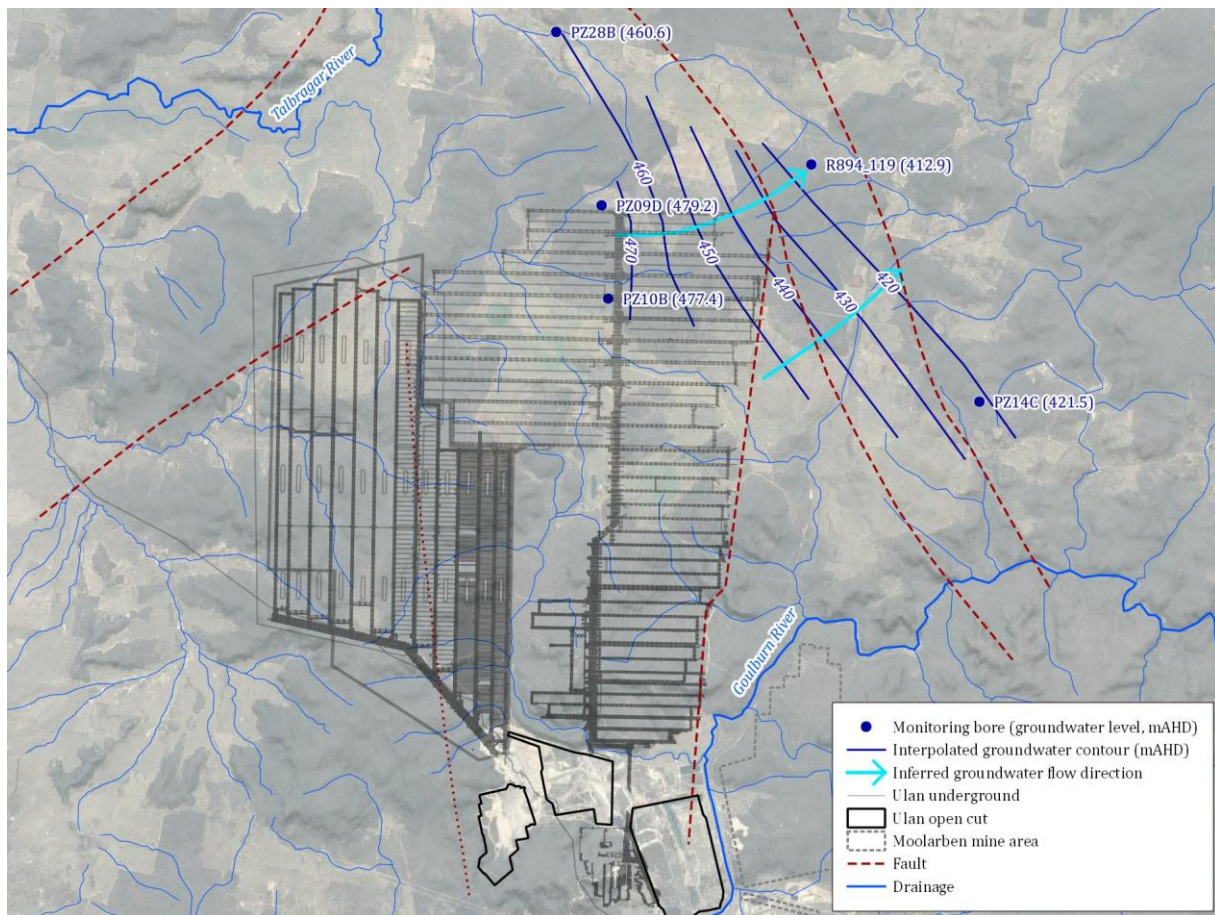 PZ28B (460.6)
Talbragar River
R894_119 (412.9)
460
PZ09D (479.2)
470
450
PZ10B (477.4)
440
430
420
PZ14C (421.5)
Goulburn River
Monitoring bore (groundwater level, mAHD)
Interpolated groundwater contour (mAHD)
Inferred groundwater flow direction
Ulan underground
Ulan open cut
Moolarben mine area
Fault
Drainage